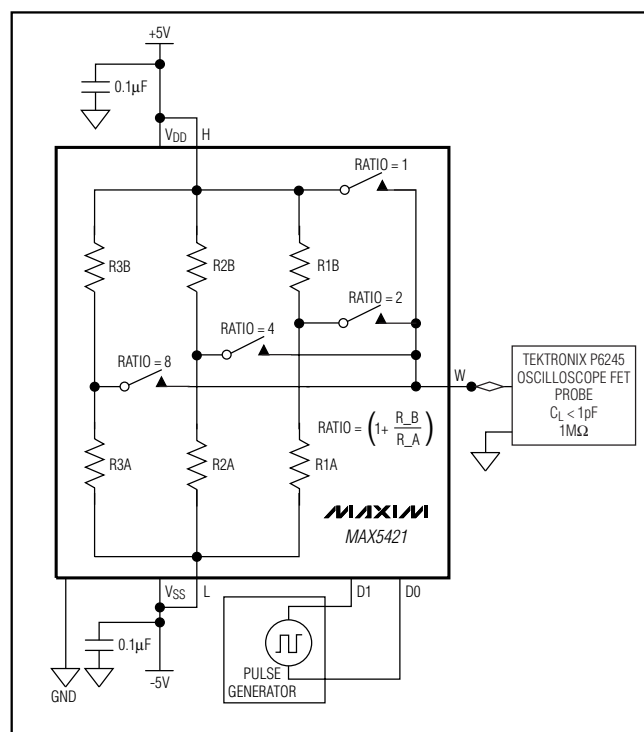 +5V
0.1µF
VDD
H
RATIO = 1
R3B
R2B
R1B
RATIO = 2
RATIO = 4
RATIO = 8
W
TEKTRONIX P6245
OSCILLOSCOPE FET
PROBE
CL < 1pF
1MΩ
RATIO = (1+ R_B / R_A)
R3A
R2A
R1A
MAXIM
MAX5421
VSS
L
D1
D0
0.1µF
PULSE
GENERATOR
-5V
GND